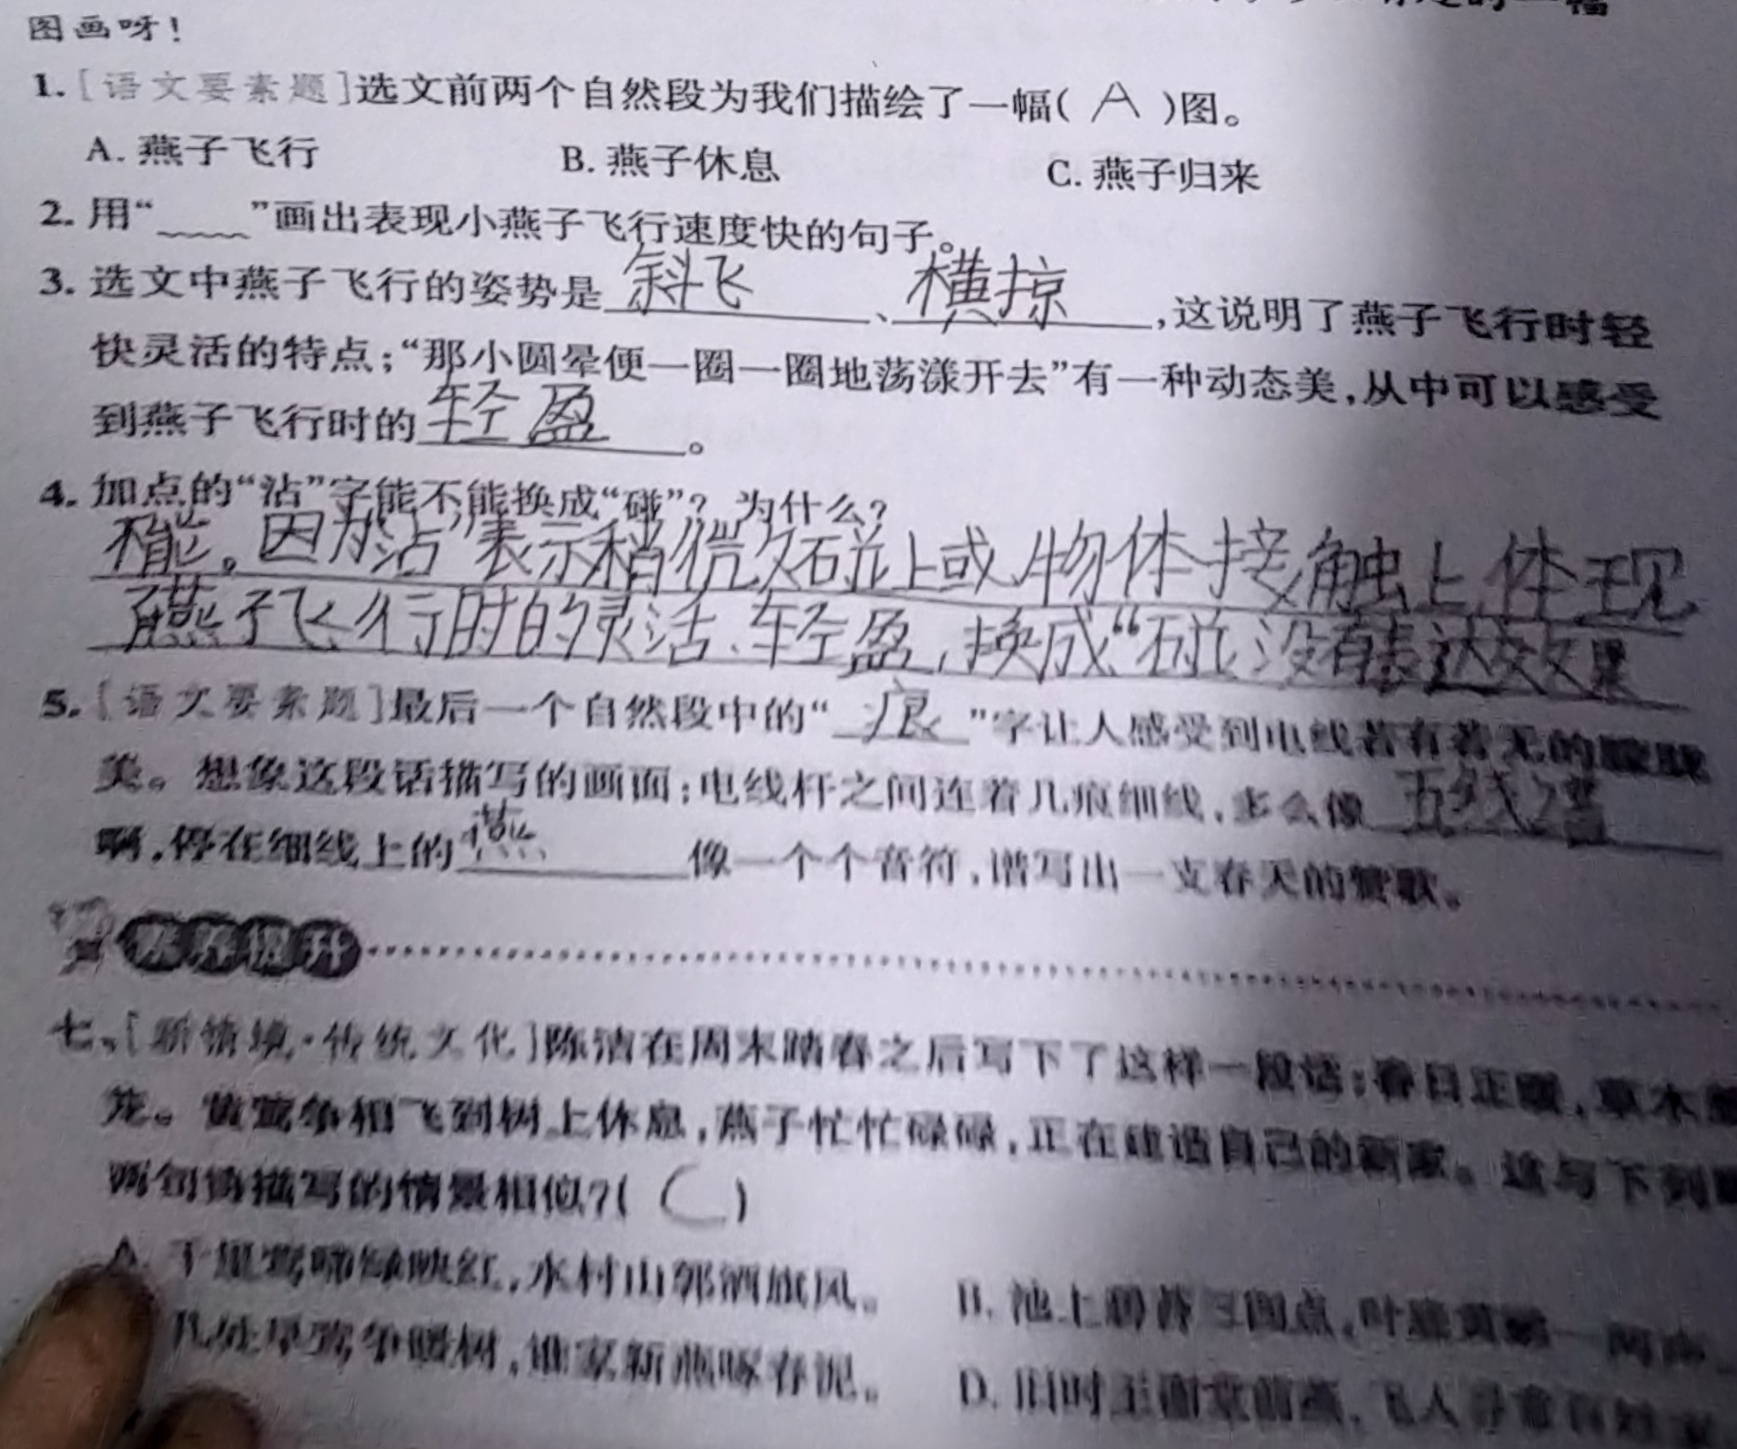 的一幅
图画呀！
1. [语文要素题]选文前两个自然段为我们描绘了一幅( A )图。
A. 燕子飞行 B. 燕子休息 C. 燕子归来
2. 用“﹏﹏”画出表现小燕子飞行速度快的句子。
3. 选文中燕子飞行的姿势是斜飞、横掠,这说明了燕子飞行时轻
快灵活的特点;“那小圆晕便一圈一圈地荡漾开去”有一种动态美,从中可以感受
到燕子飞行时的轻盈。
4. 加点的“沾”字能不能换成“碰”? 为什么?
不能。因为“沾”表示稍微碰上或物体接触上,体现
燕子飞行时的灵活、轻盈,换成“碰”没有表达效果
5. [语文要素题]最后一个自然段中的“痕”字让人感受到电线若有若无的朦胧
美。想象这段话描写的画面:电线杆之间连着几痕细线,多么像五线谱
啊,停在细线上的燕像一个个音符,谱写出一支春天的赞歌。
素养提升
七、[新情境·传统文化]陈洁在周末踏春之后写下了这样一段话:春日正暖,草木
笼。黄莺争相飞到树上休息,燕子忙忙碌碌,正在建造自己的新家。这与下列
两句诗描写的情景相似?( C )
A. 千里莺啼绿映红,水村山郭酒旗风。 B. 池上碧苔三四点,叶底黄鹂一两声
几处早莺争暖树,谁家新燕啄春泥。 D. 旧时王谢堂前燕,飞入寻常百姓家